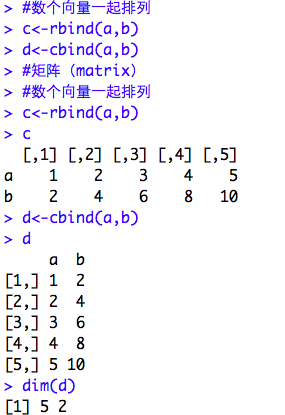 > #数个向量一起排列
> c<-rbind(a,b)
> d<-cbind(a,b)
> #矩阵（matrix）
> #数个向量一起排列
> c<-rbind(a,b)
> c
  [,1] [,2] [,3] [,4] [,5]
a    1    2    3    4    5
b    2    4    6    8   10
> d<-cbind(a,b)
> d
     a  b
[1,] 1  2
[2,] 2  4
[3,] 3  6
[4,] 4  8
[5,] 5 10
> dim(d)
[1] 5 2